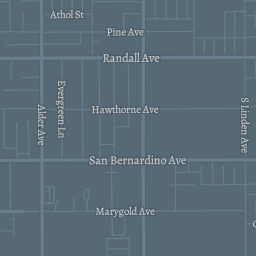 Athol St
Pine Ave
Randall Ave
Evergreen Ln
Hawthorne Ave
Alder Ave
S Linden Ave
San Bernardino Ave
Marygold Ave